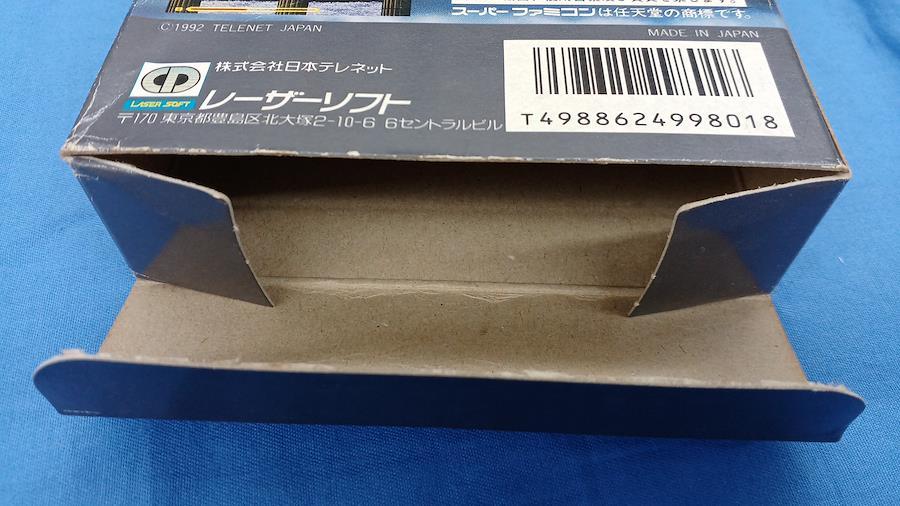 スーパーファミコンは任天堂の商標です。
©1992 TELENET JAPAN
MADE IN JAPAN
株式会社日本テレネット
LASER SOFT
レーザーソフト
〒170 東京都豊島区北大塚2-10-6 6セントラルビル
T4988624998018